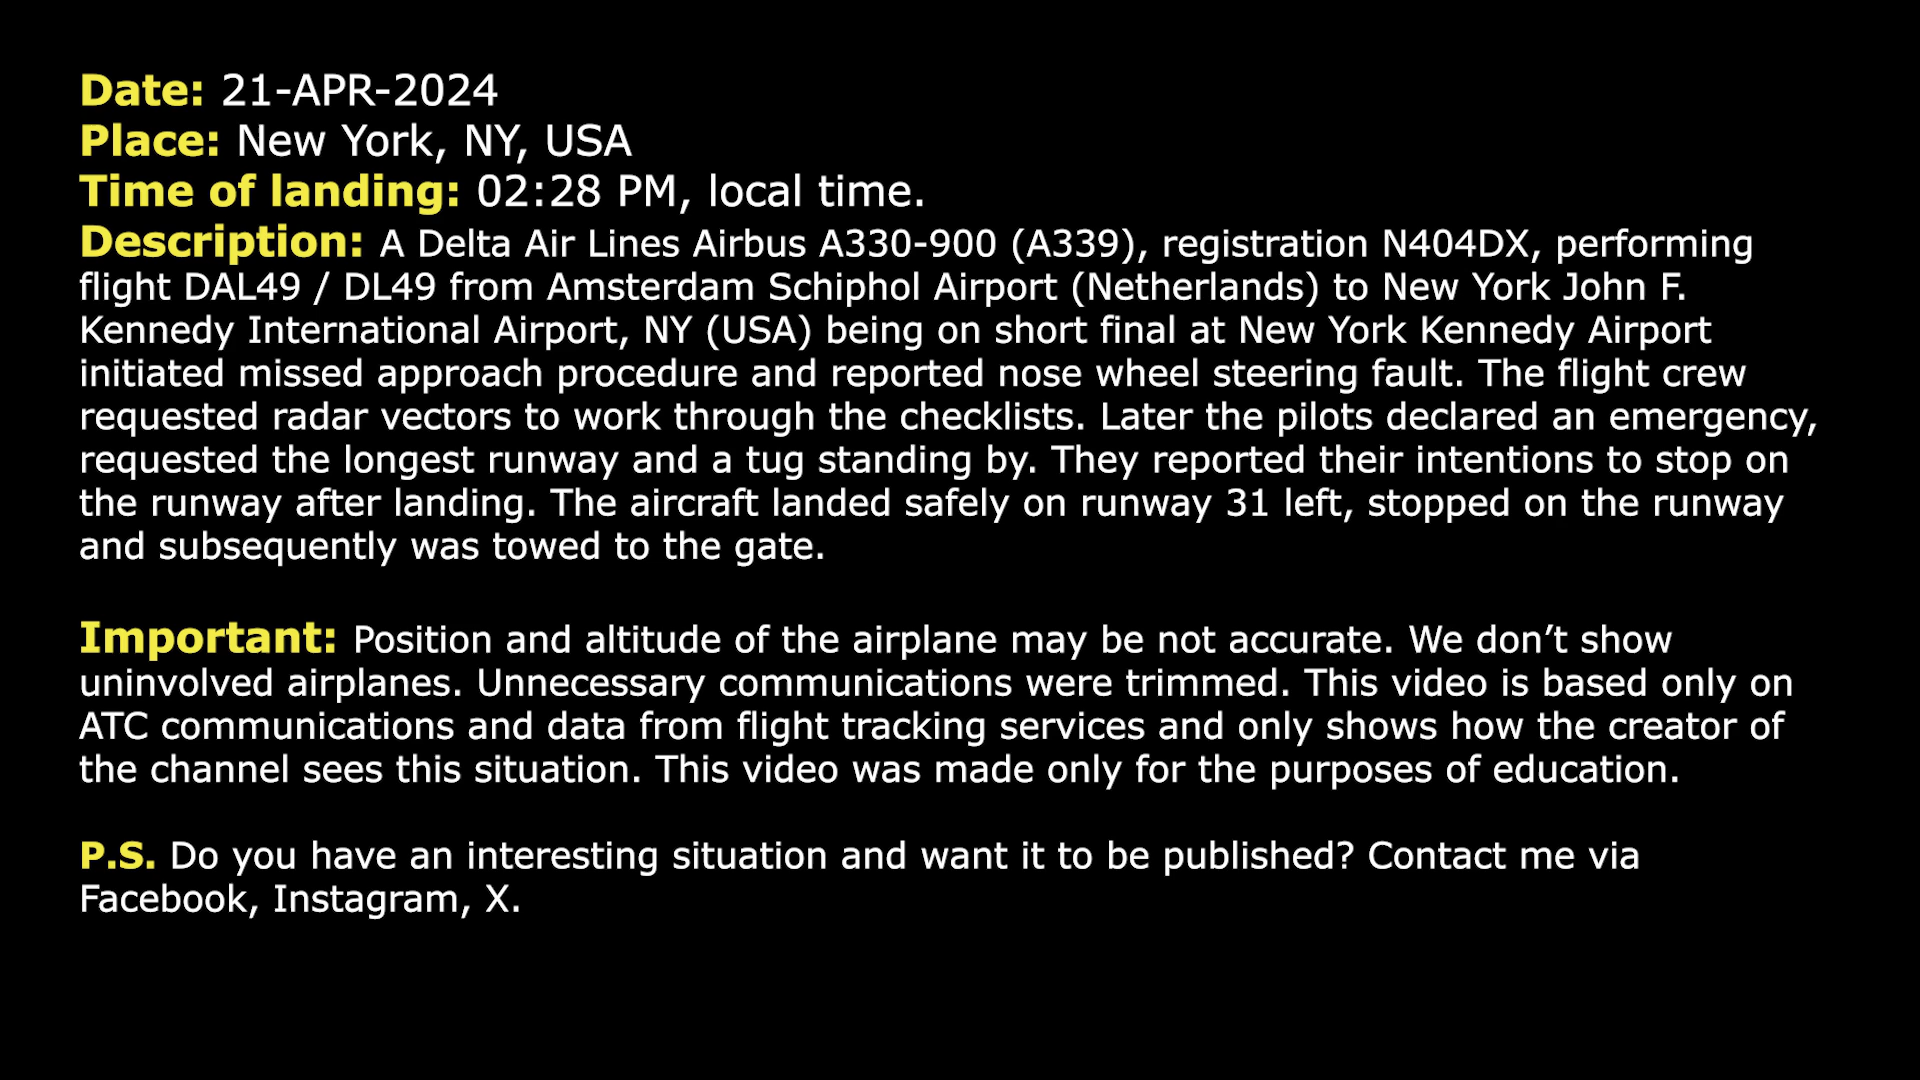 Date: 21-APR-2024
Place: New York, NY, USA
Time of landing: 02:28 PM, local time.
Description: A Delta Air Lines Airbus A330-900 (A339), registration N404DX, performing
flight DAL49 / DL49 from Amsterdam Schiphol Airport (Netherlands) to New York John F.
Kennedy International Airport, NY (USA) being on short final at New York Kennedy Airport
initiated missed approach procedure and reported nose wheel steering fault. The flight crew
requested radar vectors to work through the checklists. Later the pilots declared an emergency,
requested the longest runway and a tug standing by. They reported their intentions to stop on
the runway after landing. The aircraft landed safely on runway 31 left, stopped on the runway
and subsequently was towed to the gate.
Important: Position and altitude of the airplane may be not accurate. We don’t show
uninvolved airplanes. Unnecessary communications were trimmed. This video is based only on
ATC communications and data from flight tracking services and only shows how the creator of
the channel sees this situation. This video was made only for the purposes of education.
P.S. Do you have an interesting situation and want it to be published? Contact me via
Facebook, Instagram, X.